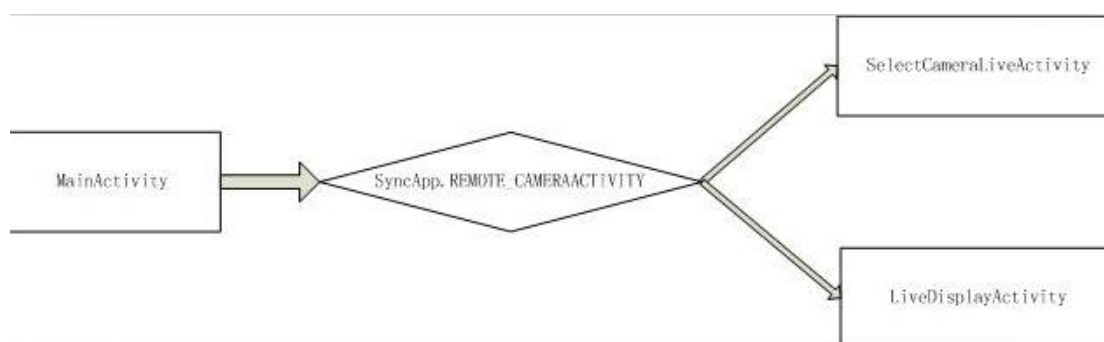 MainActivity
SyncApp.REMOTE_CAMERAACTIVITY
SelectCameraLiveActivity
LiveDisplayActivity